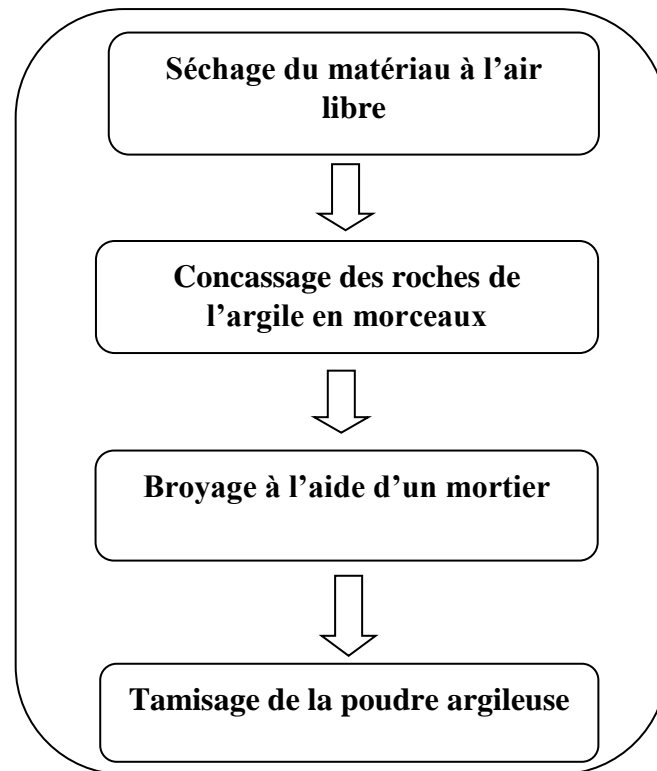 Séchage du matériau à l’air
libre
Concassage des roches de
l’argile en morceaux
Broyage à l’aide d’un mortier
Tamisage de la poudre argileuse